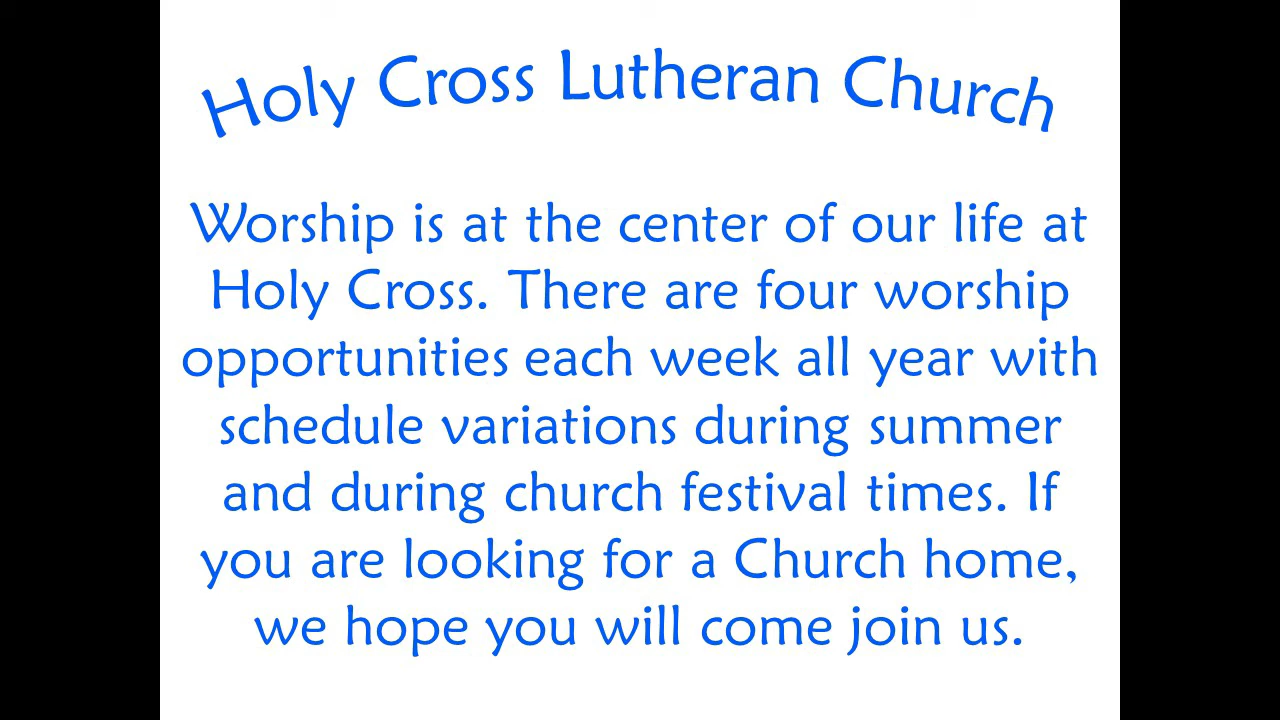 Holy Cross Lutheran Church
Worship is at the center of our life at
Holy Cross. There are four worship
opportunities each week all year with
schedule variations during summer
and during church festival times. If
you are looking for a Church home,
we hope you will come join us.